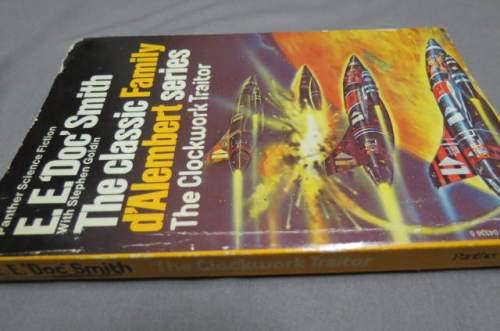 Panther Science Fiction
E. E. 'Doc' Smith
With Stephen Goldin
The classic Family
d'Alembert series
The Clockwork Traitor
E. E. 'Doc' Smith The Clockwork Traitor Panther